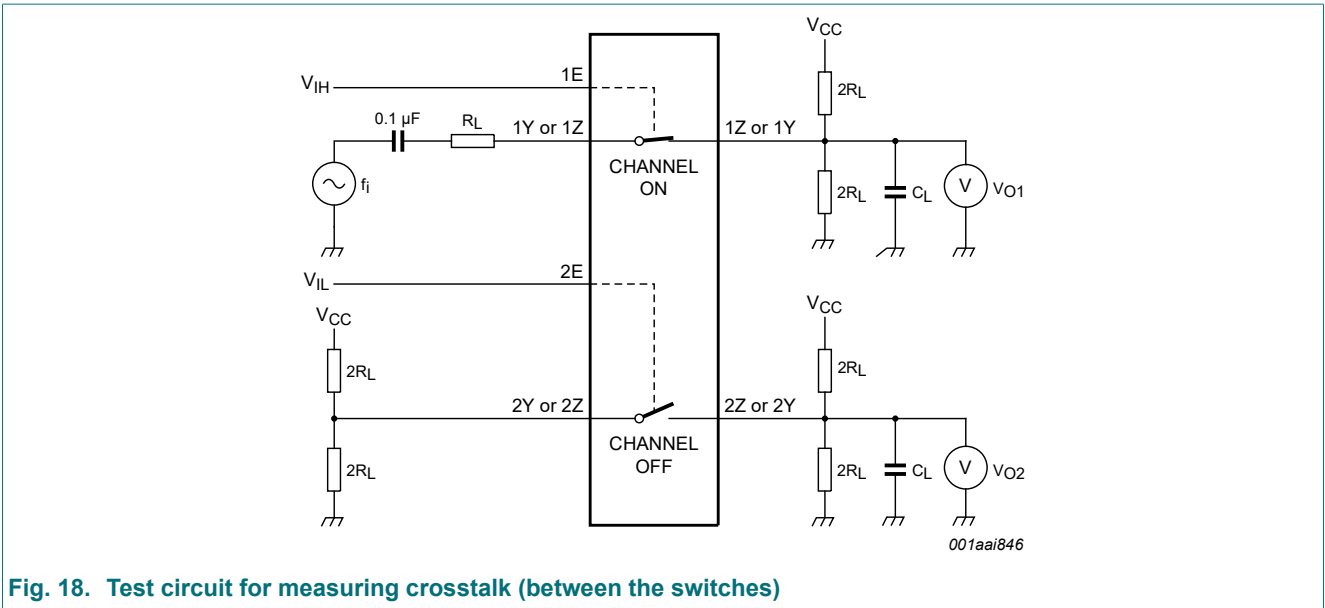 VCC
1E
VIH
2RL
0.1 µF
RL
1Y or 1Z
1Z or 1Y
CHANNEL
ON
fi
2RL
CL
V
VO1
2E
VIL
VCC
VCC
2RL
2RL
2Y or 2Z
2Z or 2Y
CHANNEL
OFF
2RL
2RL
CL
V
VO2
001aai846
Fig. 18. Test circuit for measuring crosstalk (between the switches)